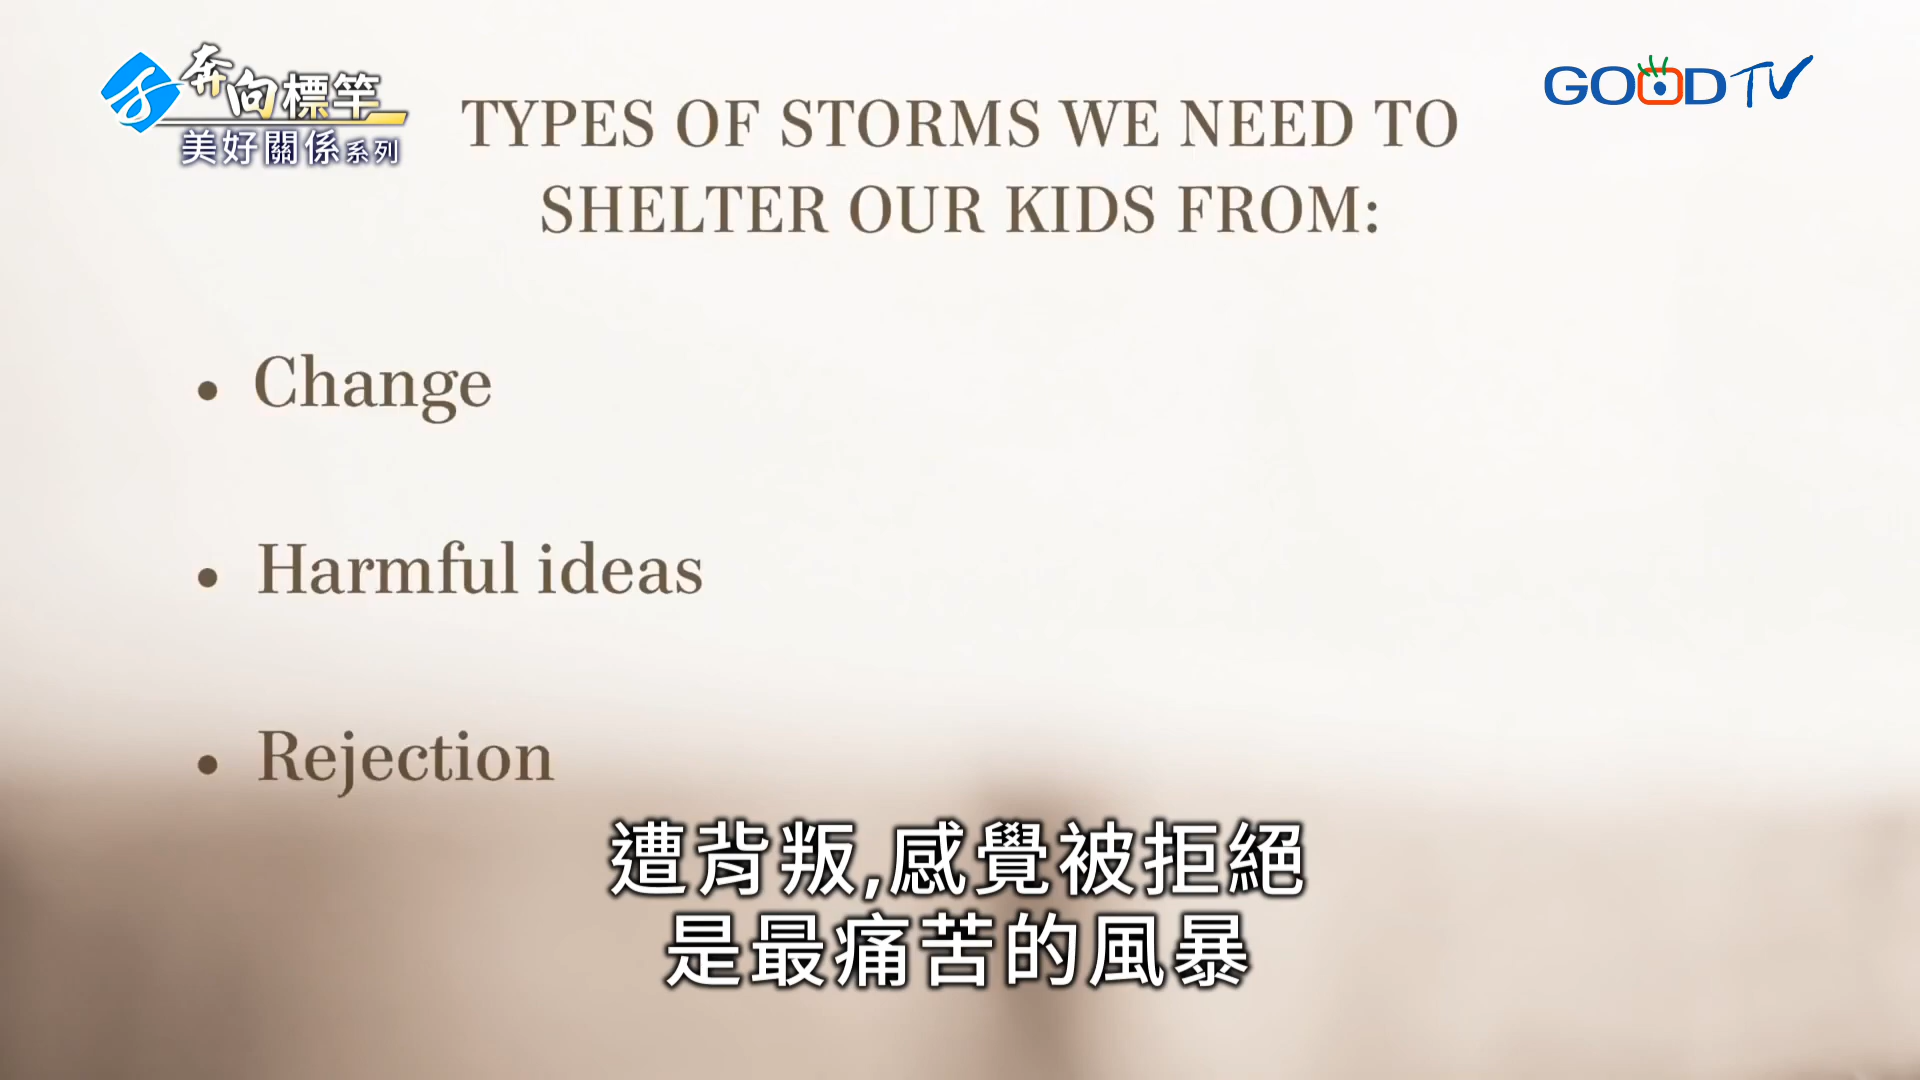 奔向標竿
美好關係系列
GOOD TV
TYPES OF STORMS WE NEED TO
SHELTER OUR KIDS FROM:
• Change
• Harmful ideas
• Rejection
遭背叛,感覺被拒絕
是最痛苦的風暴